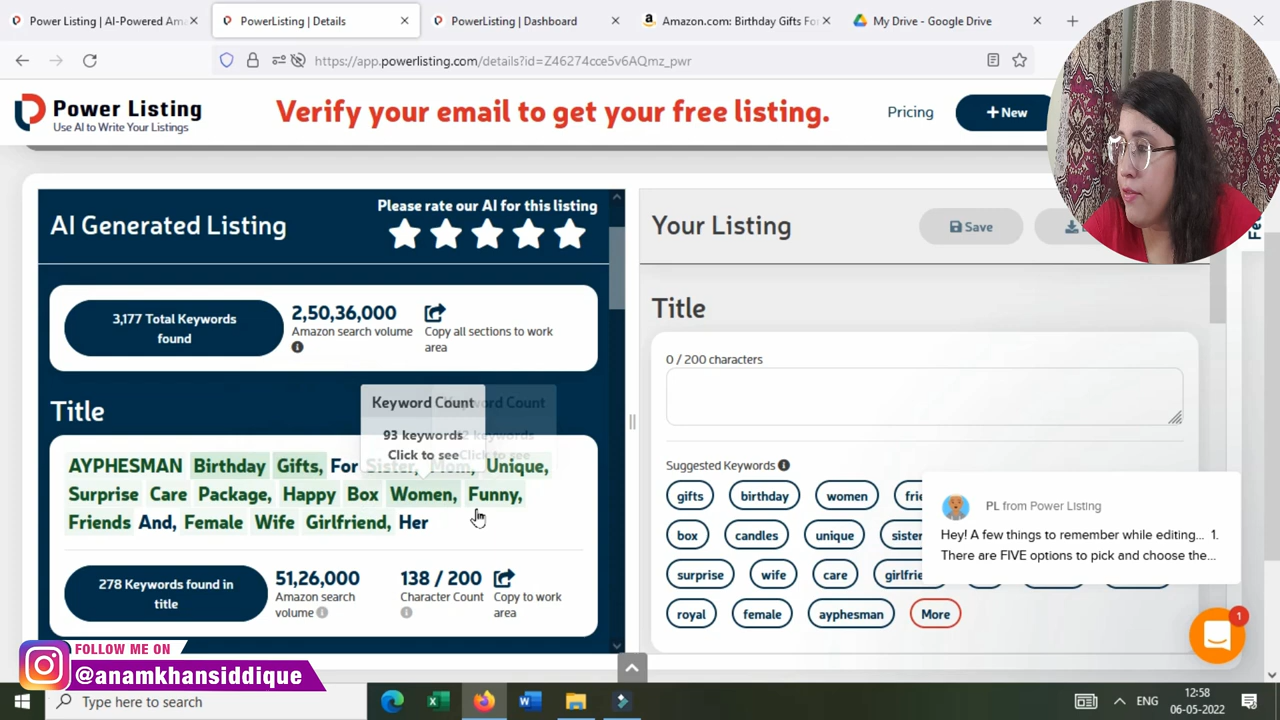 Power Listing | AI-Powered Ama
PowerListing | Details
PowerListing | Dashboard
Amazon.com: Birthday Gifts Fo
My Drive - Google Drive
https://app.powerlisting.com/details?id=Z46274cce5v6AQmz_pwr
Power Listing
Use AI to Write Your Listings
Verify your email to get your free listing.
Pricing
+ New
AI Generated Listing
Please rate our AI for this listing
3,177 Total Keywords found
2,50,36,000
Amazon search volume
Copy all sections to work area
Title
Keyword Count
93 keywords
Click to see
AYPHESMAN Birthday Gifts, For Sister, Mom, Unique,
Surprise Care Package, Happy Box Women, Funny,
Friends And, Female Wife Girlfriend, Her
278 Keywords found in title
51,26,000
Amazon search volume
138 / 200
Character Count
Copy to work area
Your Listing
Save
Title
0 / 200 characters
Suggested Keywords
gifts
birthday
women
box
candles
unique
sister
surprise
wife
care
royal
female
ayphesman
More
PL from Power Listing
Hey! A few things to remember while editing... 1.
There are FIVE options to pick and choose the...
1
FOLLOW ME ON
@anamkhansiddique
Type here to search
ENG
12:58
06-05-2022